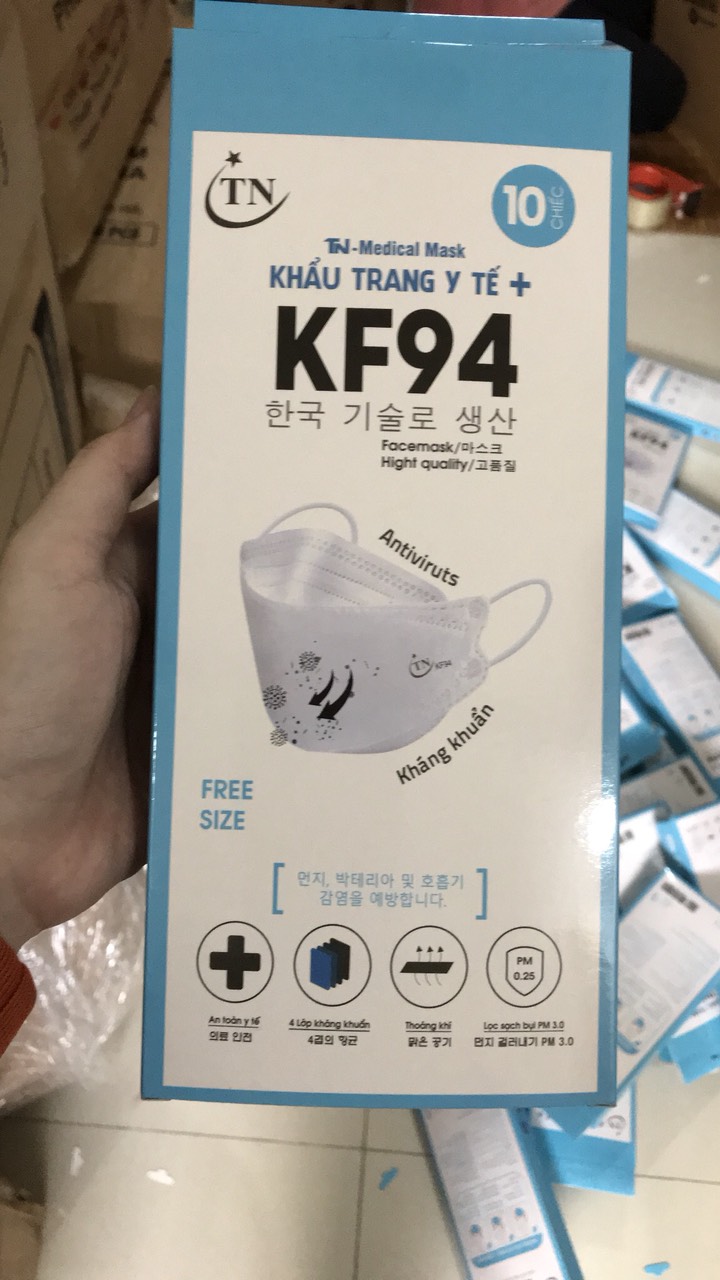 TN
10
CHIẾC
TN-Medical Mask
KHẨU TRANG Y TẾ +
KF94
한국 기술로 생산
Facemask/마스크
Hight quality/고품질
Antiviruts
TN KF94
Kháng khuẩn
FREE
SIZE
먼지, 박테리아 및 호흡기
감염을 예방합니다.
PM
0.25
An toàn y tế
의료 안전
4 Lớp kháng khuẩn
4겹의 항균
Thoáng khí
맑은 공기
Lọc sạch bụi PM 3.0
먼지 걸러내기 PM 3.0
KF94
KF94